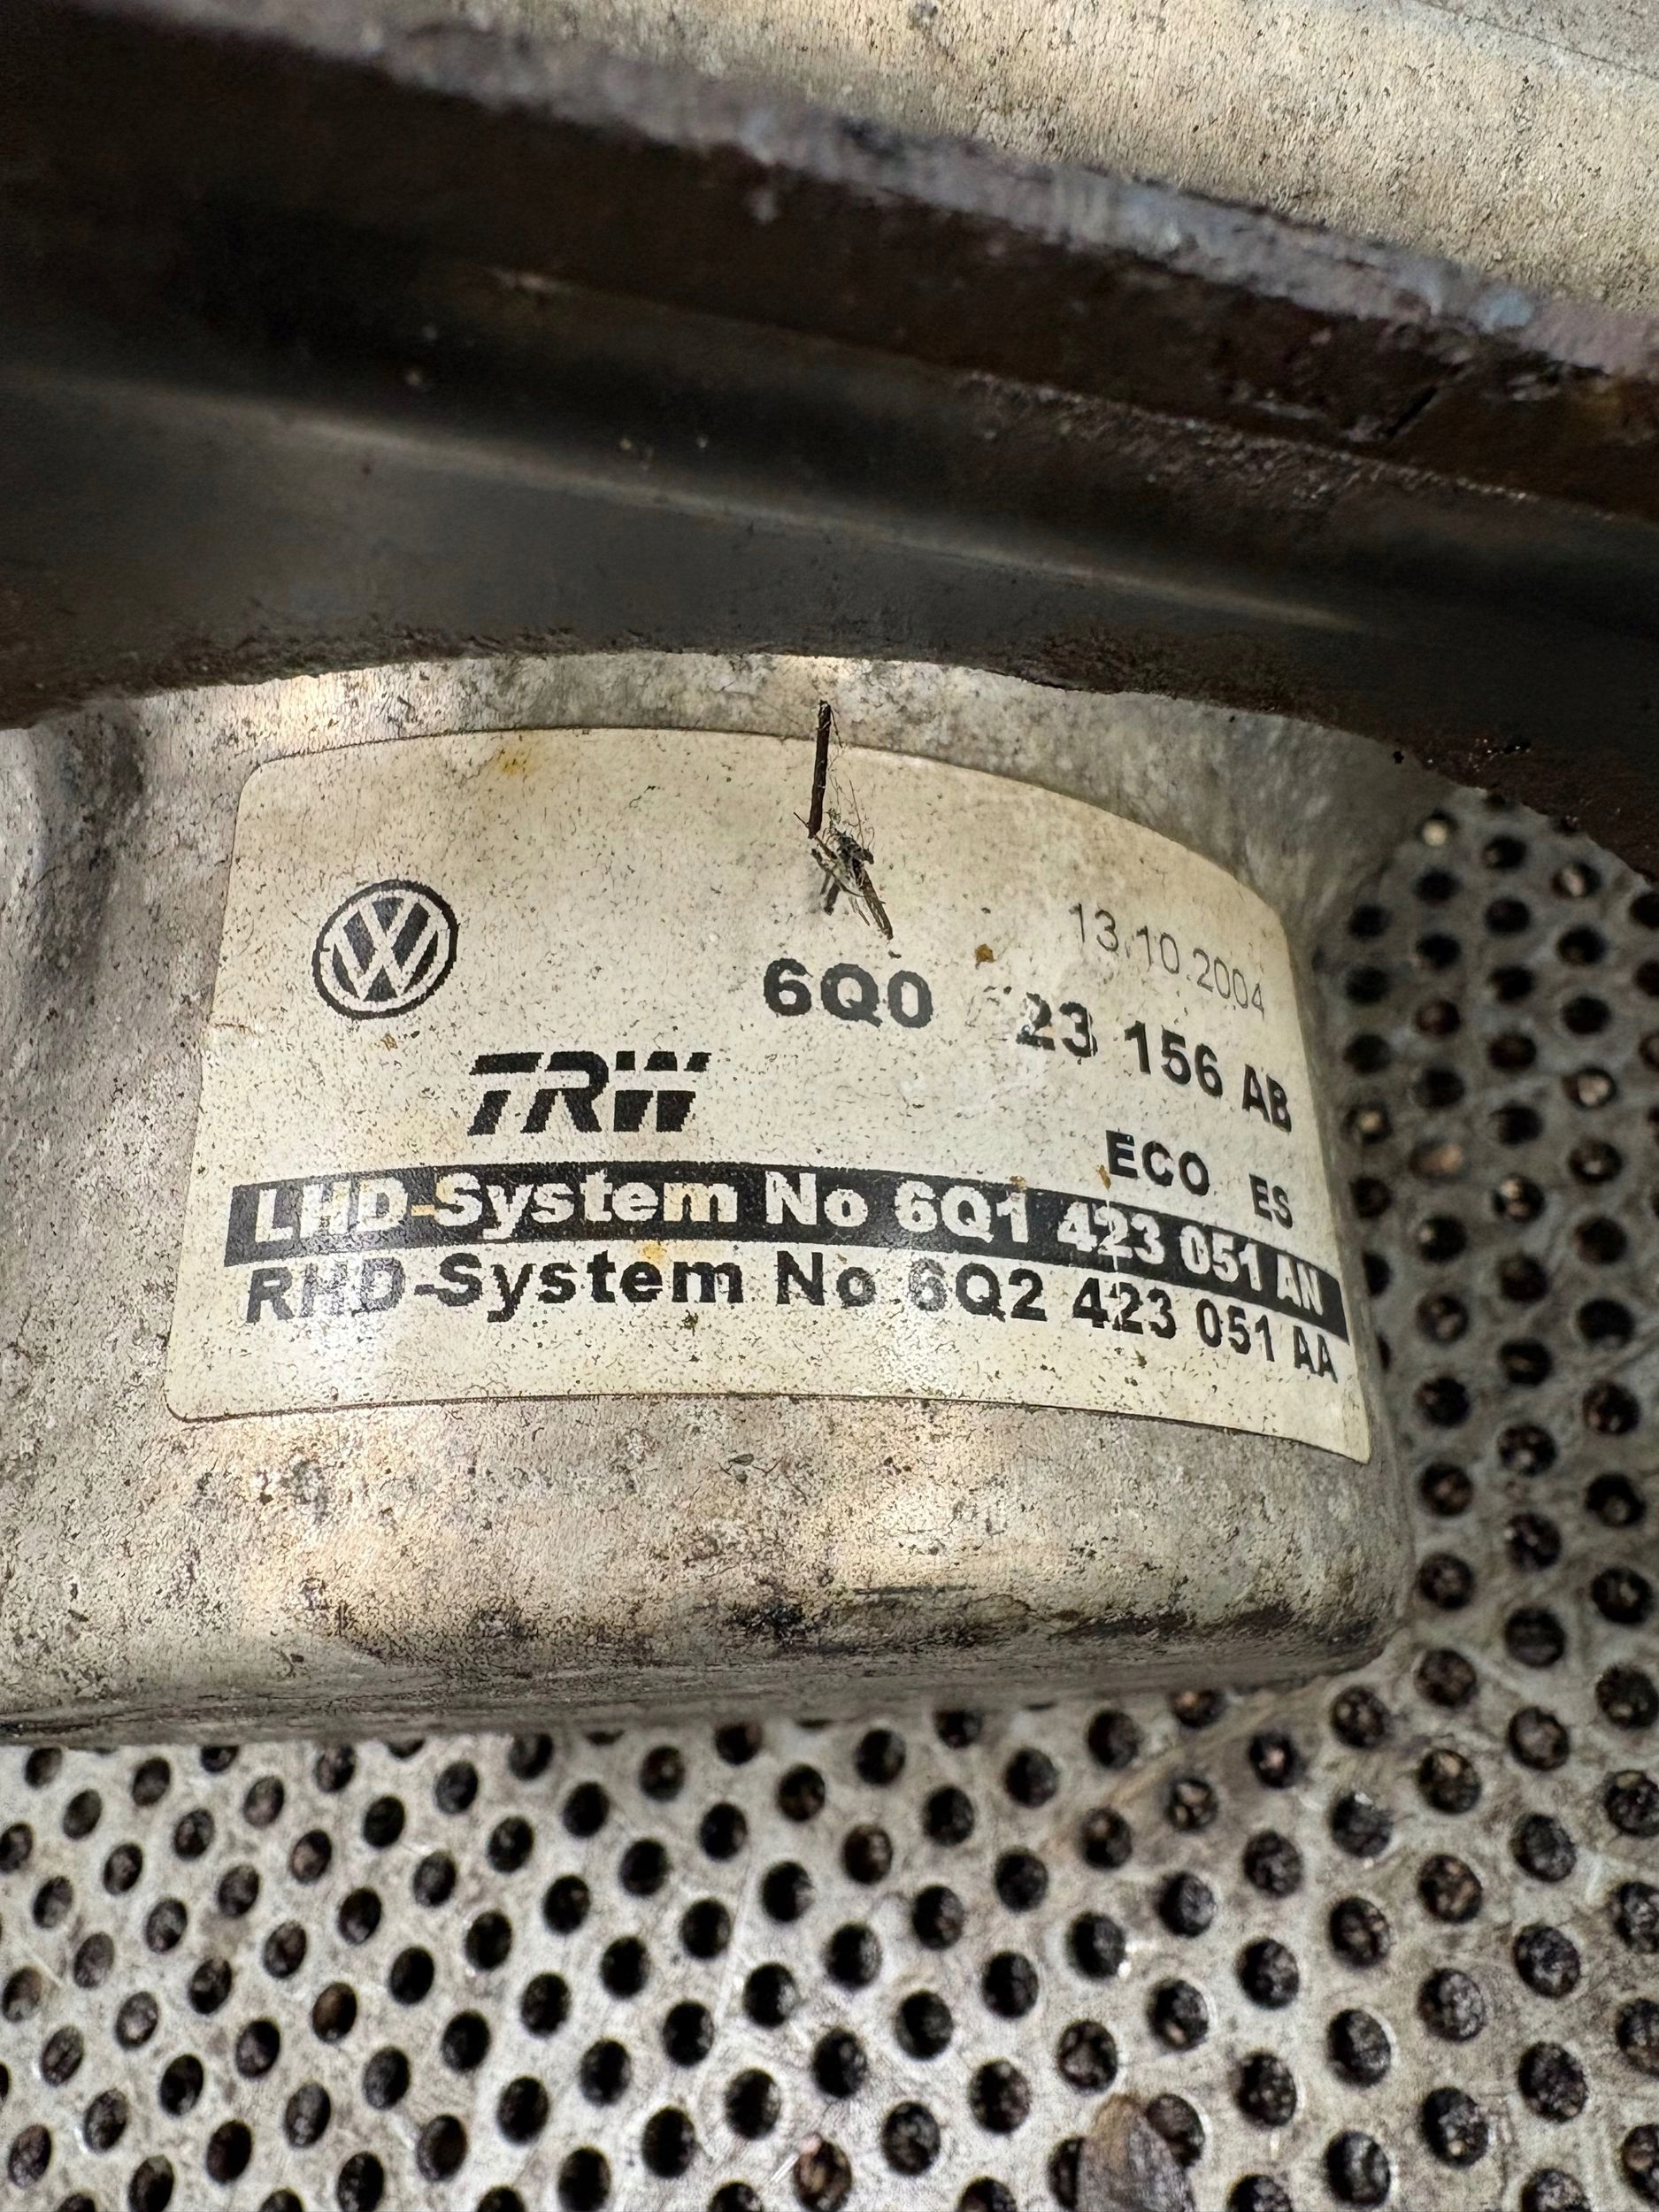 13.10.2004
6Q0 23 156 AB
TRW
ECO ES
LHD-System No 6Q1 423 051 AN
RHD-System No 6Q2 423 051 AA